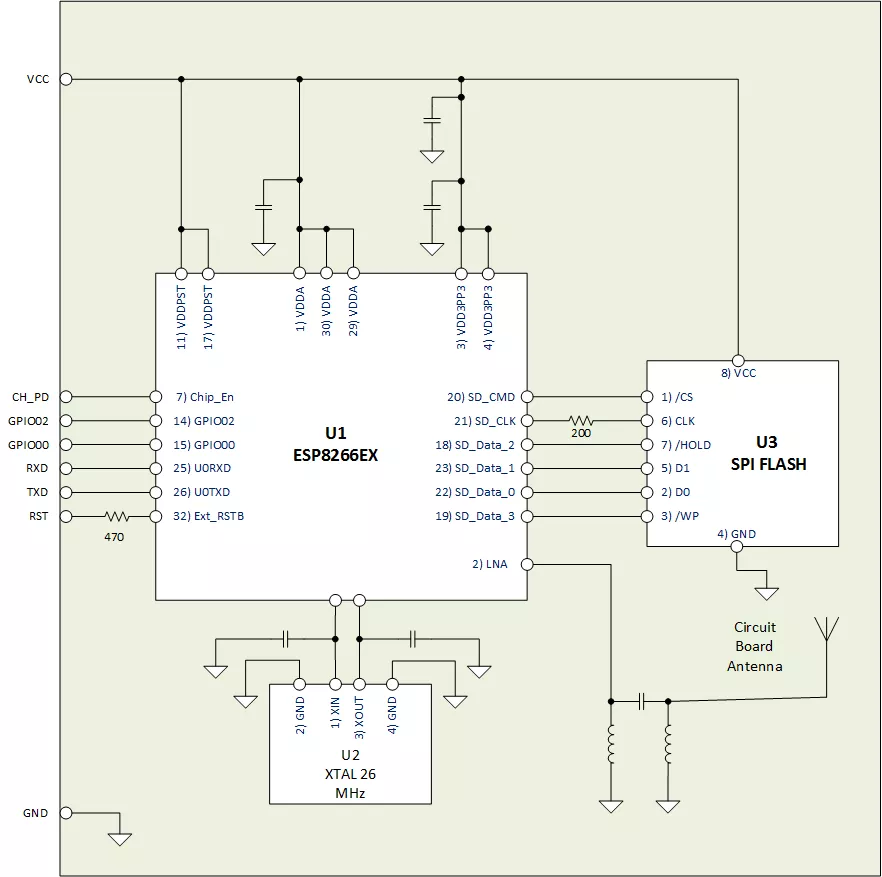 VCC
11) VDDPST
17) VDDPST
1) VDDA
30) VDDA
29) VDDA
3) VDD3PP3
4) VDD3PP3
8) VCC
CH_PD
7) Chip_En
20) SD_CMD
1) /CS
GPIO02
14) GPIO02
21) SD_CLK
200
6) CLK
GPIO00
15) GPIO00
18) SD_Data_2
7) /HOLD
RXD
25) U0RXD
23) SD_Data_1
5) D1
TXD
26) U0TXD
22) SD_Data_0
2) D0
RST
470
32) Ext_RSTB
19) SD_Data_3
3) /WP
U1
ESP8266EX
U3
SPI FLASH
4) GND
2) LNA
Circuit
Board
Antenna
2) GND
1) XIN
3) XOUT
4) GND
U2
XTAL 26
MHz
GND